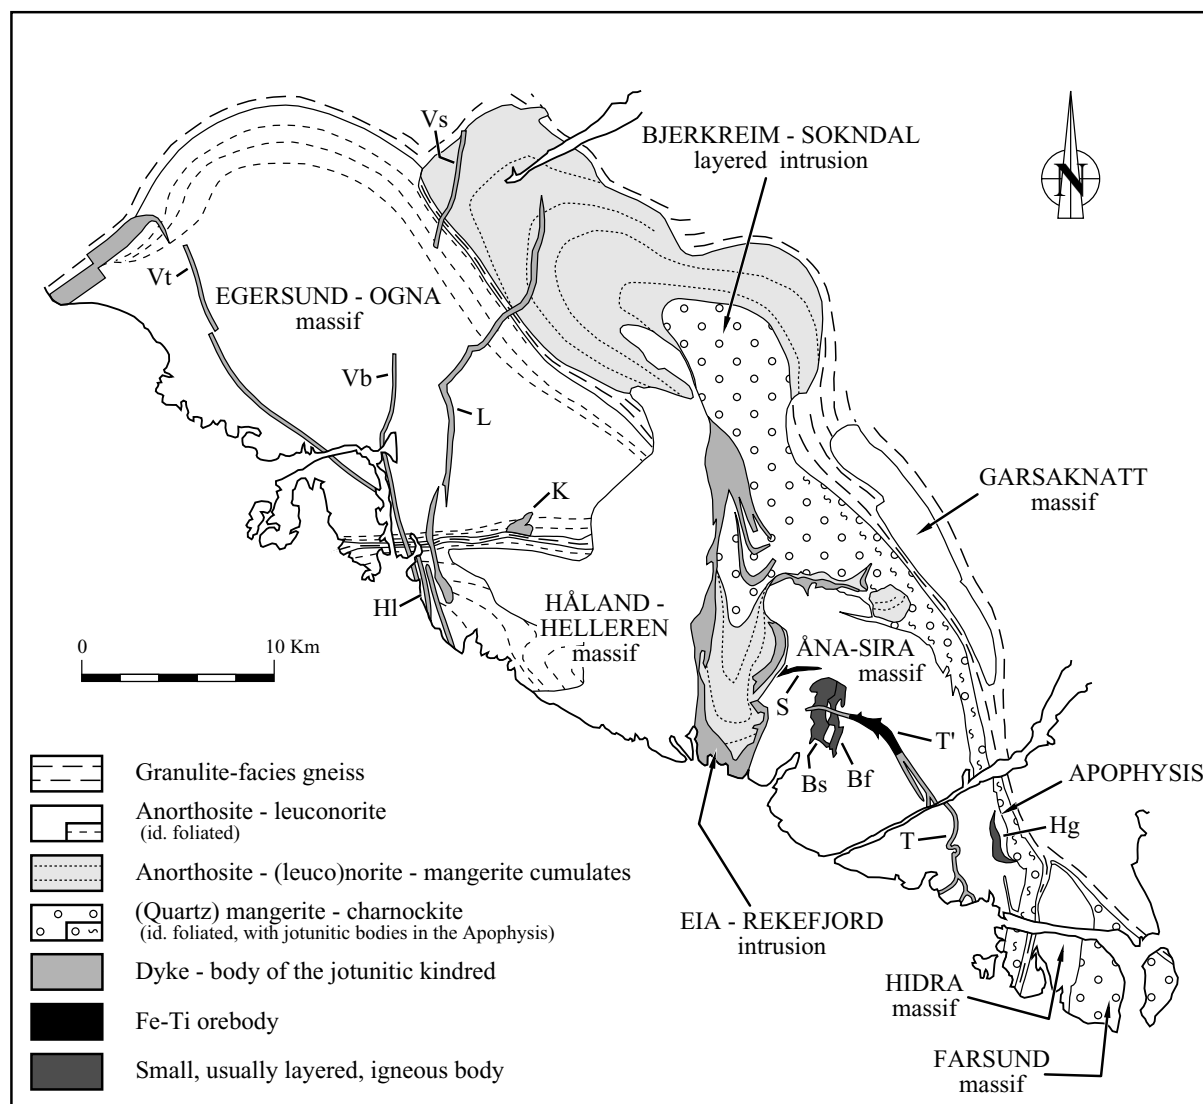 Vs
BJERKREIM - SOKNDAL
layered intrusion
N
Vt
EGERSUND - OGNA
massif
Vb
L
K
GARSAKNATT
massif
Hl
HÅLAND -
HELLEREN
massif
0 10 Km
ÅNA-SIRA
massif
S
T'
Bs
Bf
APOPHYSIS
Hg
T
EIA - REKEFJORD
intrusion
HIDRA
massif
FARSUND
massif
Granulite-facies gneiss
Anorthosite - leuconorite
(id. foliated)
Anorthosite - (leuco)norite - mangerite cumulates
(Quartz) mangerite - charnockite
(id. foliated, with jotunitic bodies in the Apophysis)
Dyke - body of the jotunitic kindred
Fe-Ti orebody
Small, usually layered, igneous body